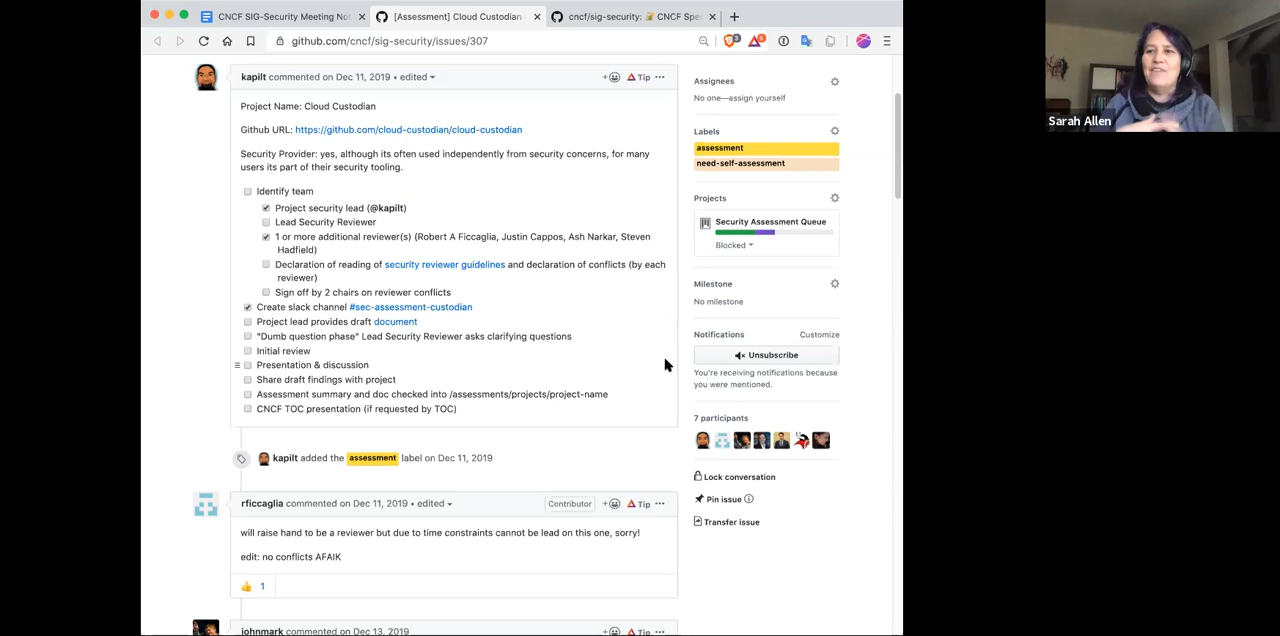 CNCF SIG-Security Meeting Not
[Assessment] Cloud Custodian
cncf/sig-security: CNCF Spe
github.com/cncf/sig-security/issues/307
Sarah Allen
kapilt commented on Dec 11, 2019 • edited
Tip
Project Name: Cloud Custodian
Github URL: https://github.com/cloud-custodian/cloud-custodian
Security Provider: yes, although its often used independently from security concerns, for many
users its part of their security tooling.
Identify team
Project security lead (@kapilt)
Lead Security Reviewer
1 or more additional reviewer(s) (Robert A Ficcaglia, Justin Cappos, Ash Narkar, Steven
Hadfield)
Declaration of reading of security reviewer guidelines and declaration of conflicts (by each
reviewer)
Sign off by 2 chairs on reviewer conflicts
Create slack channel #sec-assessment-custodian
Project lead provides draft document
"Dumb question phase" Lead Security Reviewer asks clarifying questions
Initial review
Presentation & discussion
Share draft findings with project
Assessment summary and doc checked into /assessments/projects/project-name
CNCF TOC presentation (if requested by TOC)
kapilt added the assessment label on Dec 11, 2019
rficcaglia commented on Dec 11, 2019 • edited
Contributor
Tip
will raise hand to be a reviewer but due to time constraints cannot be lead on this one, sorry!
edit: no conflicts AFAIK
1
johnmark commented on Dec 13, 2019
Tip
Assignees
No one—assign yourself
Labels
assessment
need-self-assessment
Projects
Security Assessment Queue
Blocked
Milestone
No milestone
Notifications
Customize
Unsubscribe
You're receiving notifications because
you were mentioned.
7 participants
Lock conversation
Pin issue
Transfer issue